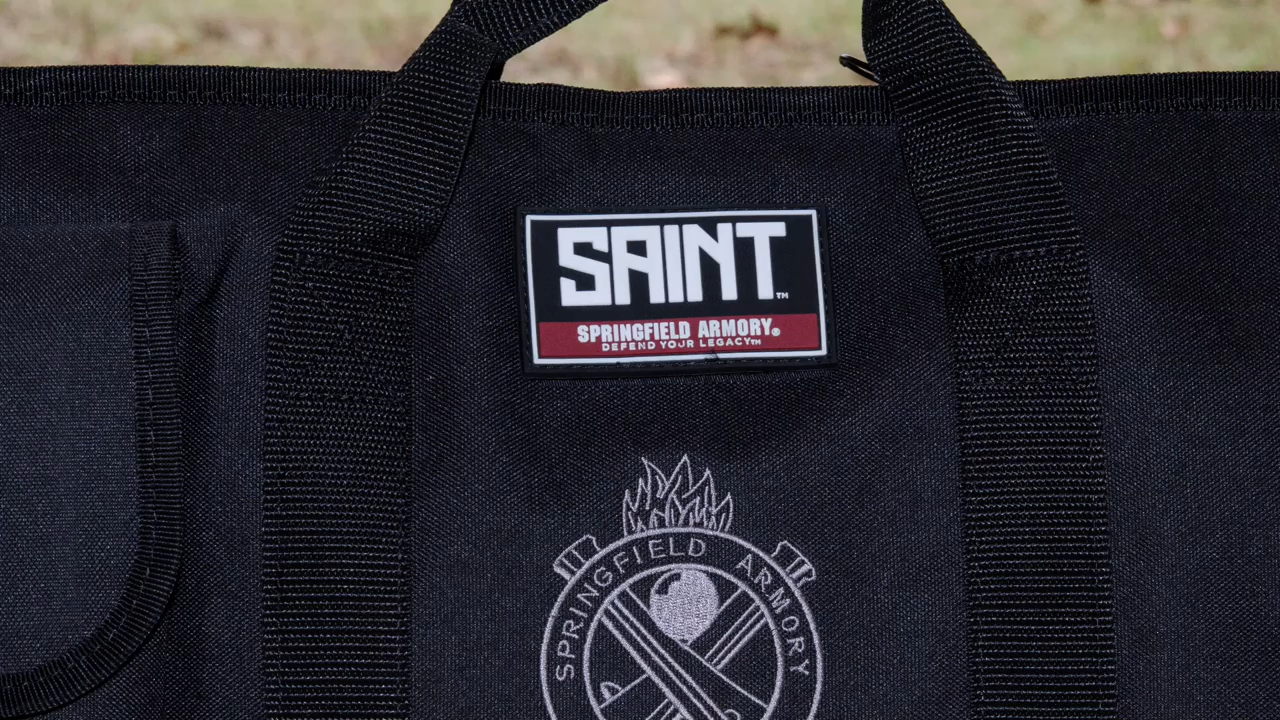 SAINT™
SPRINGFIELD ARMORY®
DEFEND YOUR LEGACY™
SPRINGFIELD ARMORY